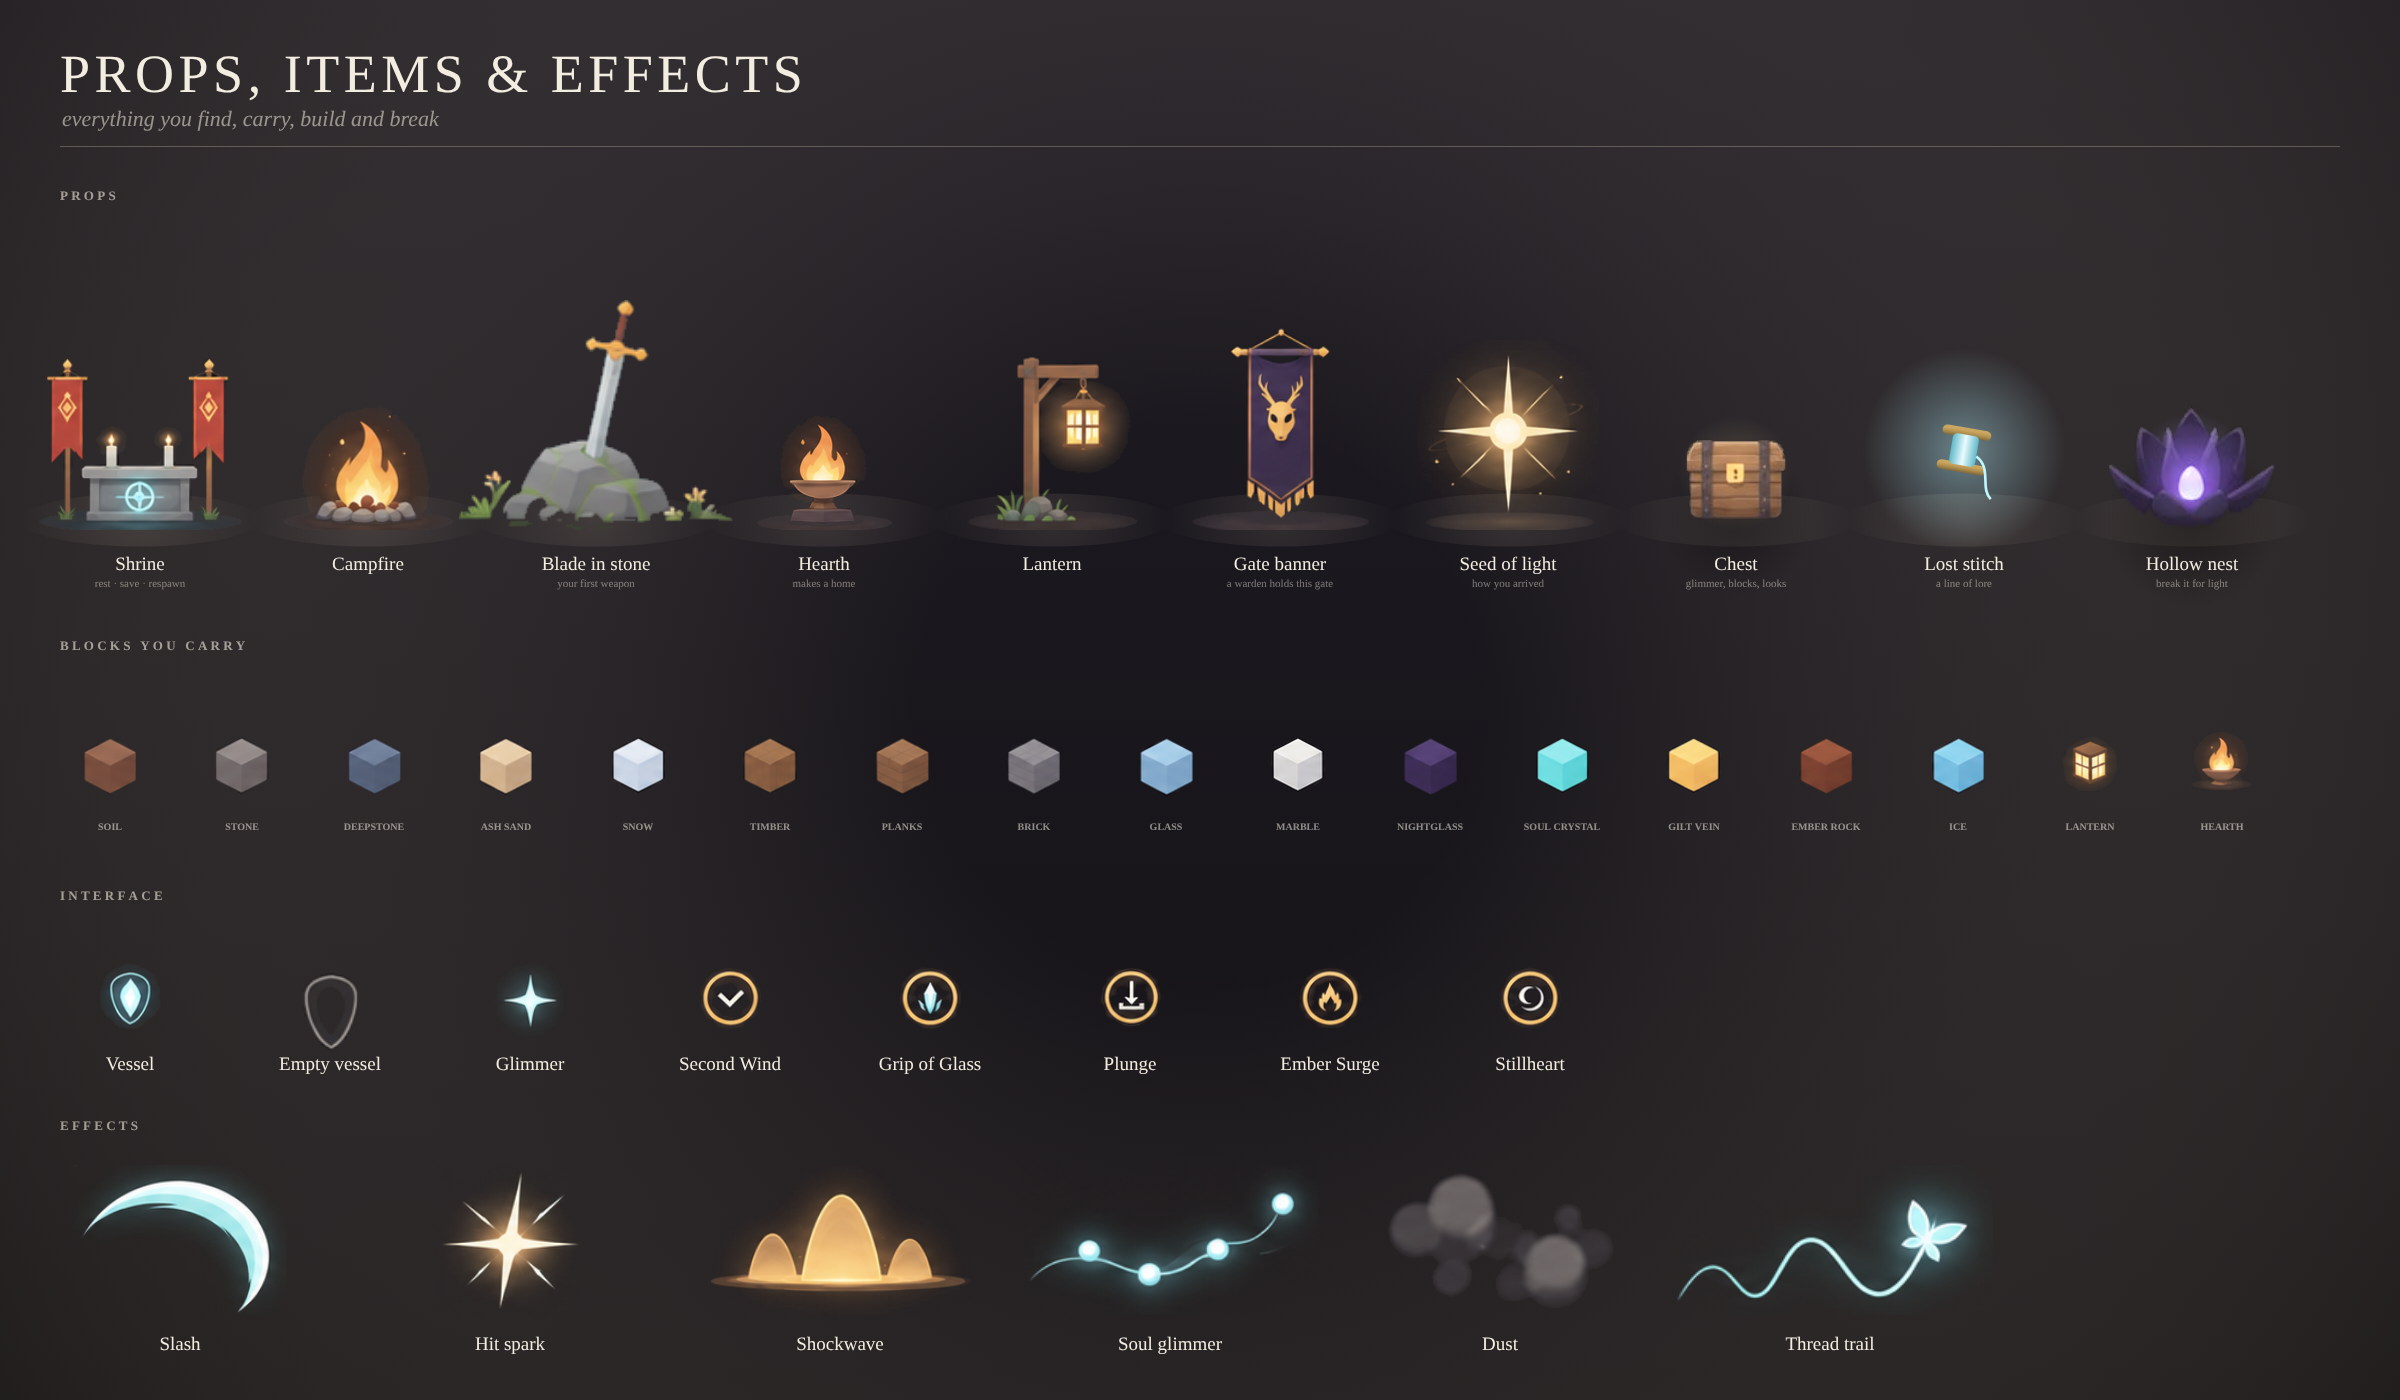 PROPS, ITEMS & EFFECTS
everything you find, carry, build and break
PROPS
Shrine
rest · save · respawn
Campfire
Blade in stone
your first weapon
Hearth
makes a home
Lantern
Gate banner
a warden holds this gate
Seed of light
how you arrived
Chest
glimmer, blocks, looks
Lost stitch
a line of lore
Hollow nest
break it for light
BLOCKS YOU CARRY
SOIL
STONE
DEEPSTONE
ASH SAND
SNOW
TIMBER
PLANKS
BRICK
GLASS
MARBLE
NIGHTGLASS
SOUL CRYSTAL
GILT VEIN
EMBER ROCK
ICE
LANTERN
HEARTH
INTERFACE
Vessel
Empty vessel
Glimmer
Second Wind
Grip of Glass
Plunge
Ember Surge
Stillheart
EFFECTS
Slash
Hit spark
Shockwave
Soul glimmer
Dust
Thread trail